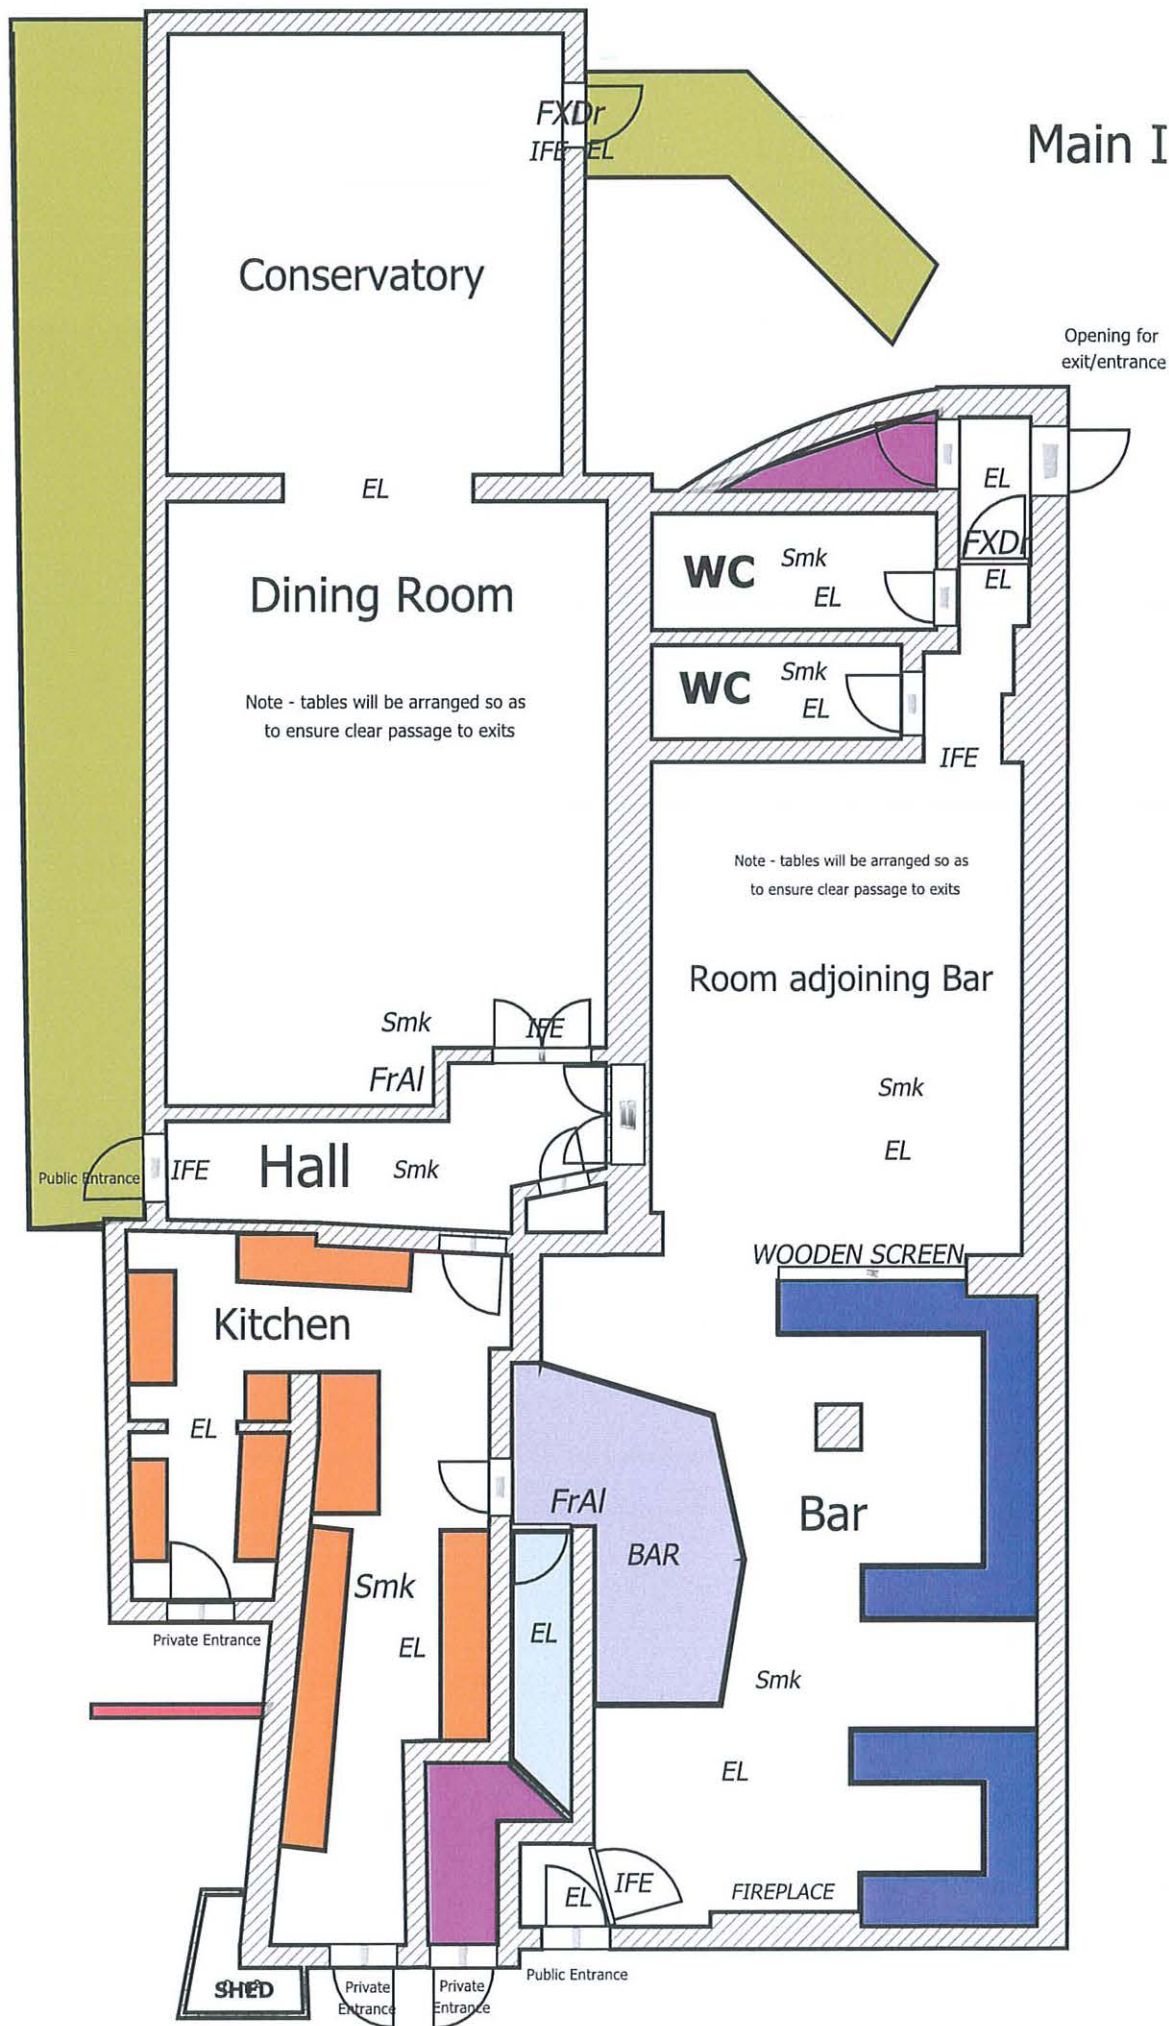 Main I
FXDr
IFE EL
Conservatory
Opening for
exit/entrance
EL
EL
FXDr
EL
WC Smk
EL
Dining Room
WC Smk
EL
Note - tables will be arranged so as
to ensure clear passage to exits
IFE
Note - tables will be arranged so as
to ensure clear passage to exits
Room adjoining Bar
Smk
IFE
FrAl
Smk
EL
Public Entrance
IFE
Hall
Smk
WOODEN SCREEN
Kitchen
EL
FrAl
Bar
BAR
Smk
EL
EL
Private Entrance
Smk
EL
FIREPLACE
EL
IFE
SHED
Private
Entrance
Private
Entrance
Public Entrance